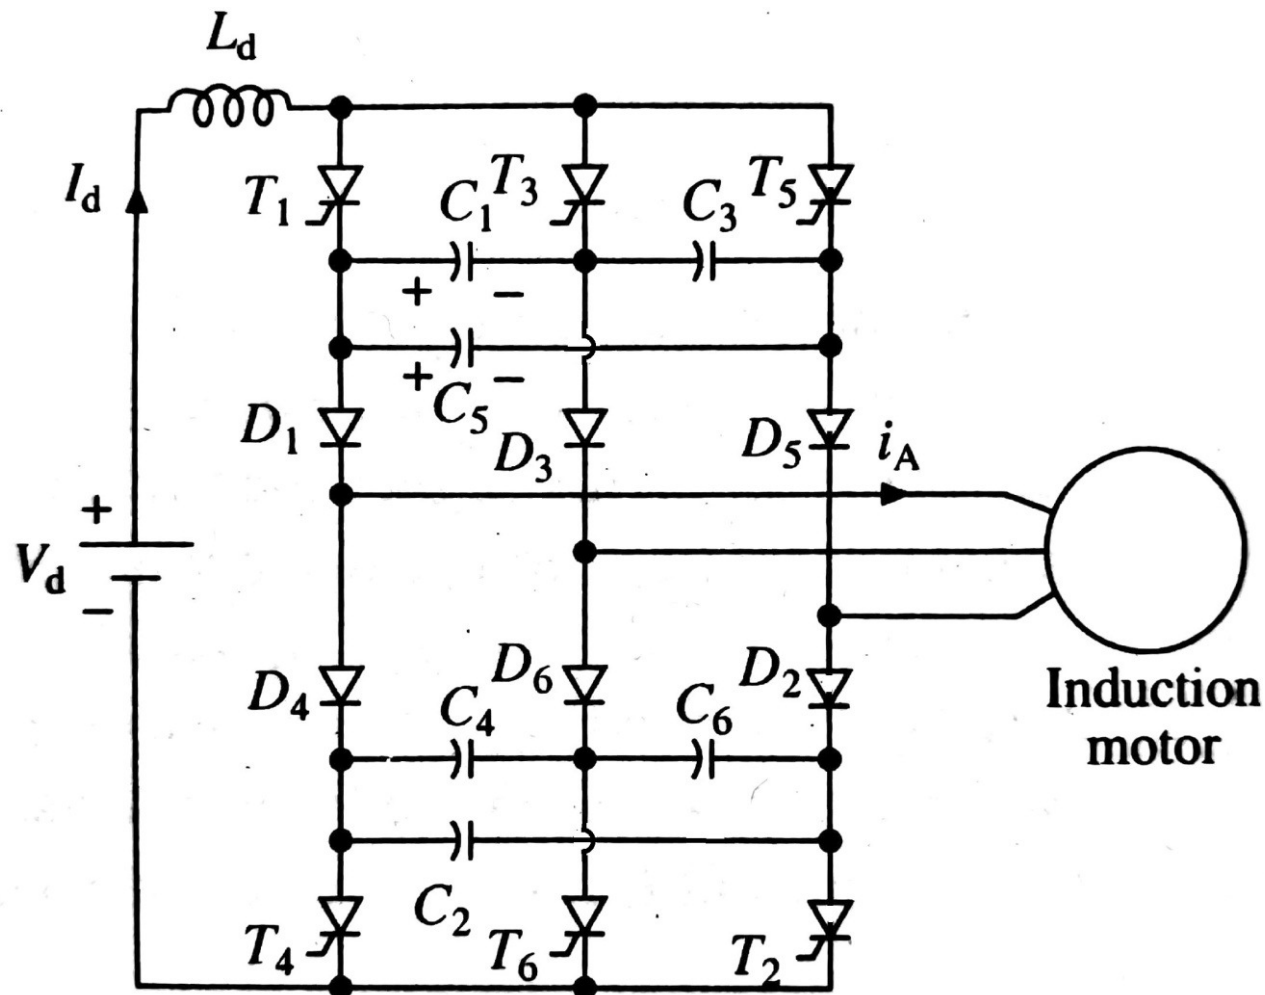 L_d
I_d
T_1
C_1
T_3
C_3
T_5
+ −
+ −
C_5
D_1
D_3
D_5
i_A
+
V_d
−
D_4
D_6
D_2
C_4
C_6
Induction
motor
C_2
T_4
T_6
T_2